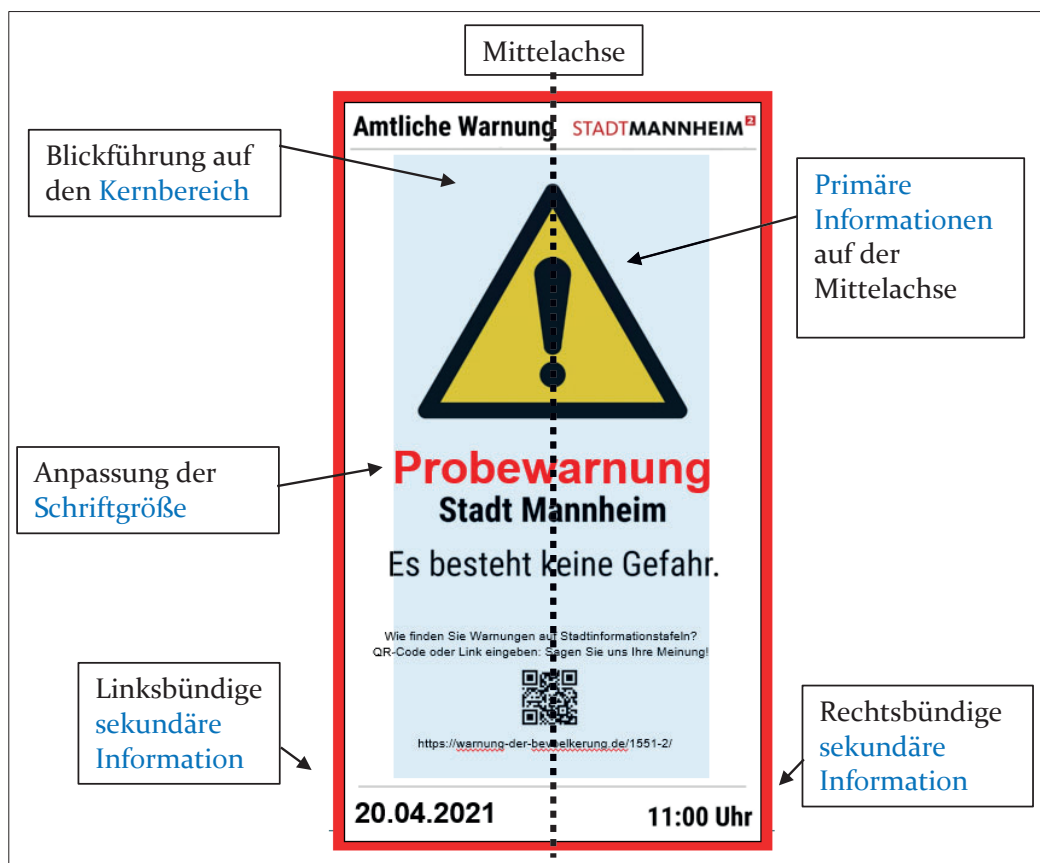 Mittelachse
Amtliche Warnung STADTMANNHEIM²
Blickführung auf
den Kernbereich
Primäre
Informationen
auf der
Mittelachse
Anpassung der
Schriftgröße
Probewarnung
Stadt Mannheim
Es besteht keine Gefahr.
Wie finden Sie Warnungen auf Stadtinformationstafeln?
QR-Code oder Link eingeben: Sagen Sie uns Ihre Meinung!
https://warnung-der-bevoelkerung.de/1551-2/
Linksbündige
sekundäre
Information
Rechtsbündige
sekundäre
Information
20.04.2021
11:00 Uhr